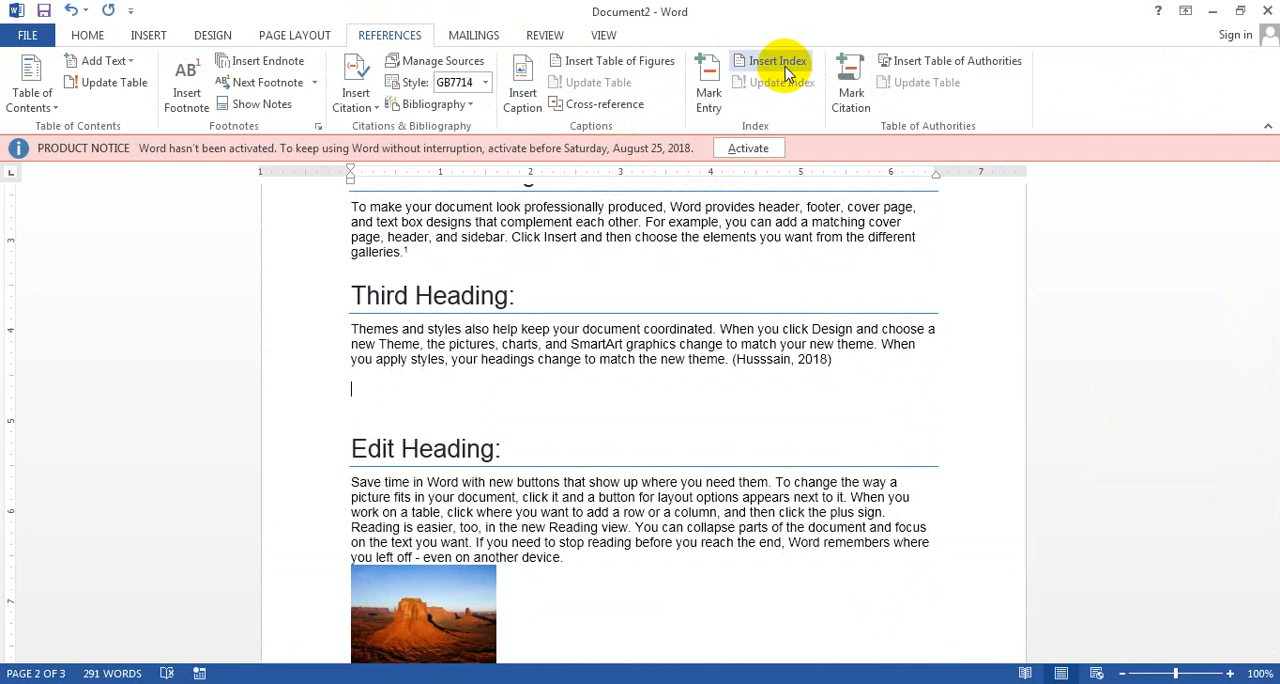 Document2 - Word
Sign in
FILE HOME INSERT DESIGN PAGE LAYOUT REFERENCES MAILINGS REVIEW VIEW
Table of Contents
Add Text
Update Table
Table of Contents
AB1
Insert Footnote
Insert Endnote
Next Footnote
Show Notes
Footnotes
Insert Citation
Manage Sources
Style: GB7714
Bibliography
Citations & Bibliography
Insert Caption
Insert Table of Figures
Update Table
Cross-reference
Captions
Mark Entry
Insert Index
Update Index
Index
Mark Citation
Insert Table of Authorities
Update Table
Table of Authorities
PRODUCT NOTICE Word hasn't been activated. To keep using Word without interruption, activate before Saturday, August 25, 2018. Activate
1 1 2 3 4 5 6 7
To make your document look professionally produced, Word provides header, footer, cover page,
and text box designs that complement each other. For example, you can add a matching cover
page, header, and sidebar. Click Insert and then choose the elements you want from the different
galleries.1
Third Heading:
Themes and styles also help keep your document coordinated. When you click Design and choose a
new Theme, the pictures, charts, and SmartArt graphics change to match your new theme. When
you apply styles, your headings change to match the new theme. (Husssain, 2018)
Edit Heading:
Save time in Word with new buttons that show up where you need them. To change the way a
picture fits in your document, click it and a button for layout options appears next to it. When you
work on a table, click where you want to add a row or a column, and then click the plus sign.
Reading is easier, too, in the new Reading view. You can collapse parts of the document and focus
on the text you want. If you need to stop reading before you reach the end, Word remembers where
you left off - even on another device.
3
4
5
6
7
PAGE 2 OF 3 291 WORDS 100%